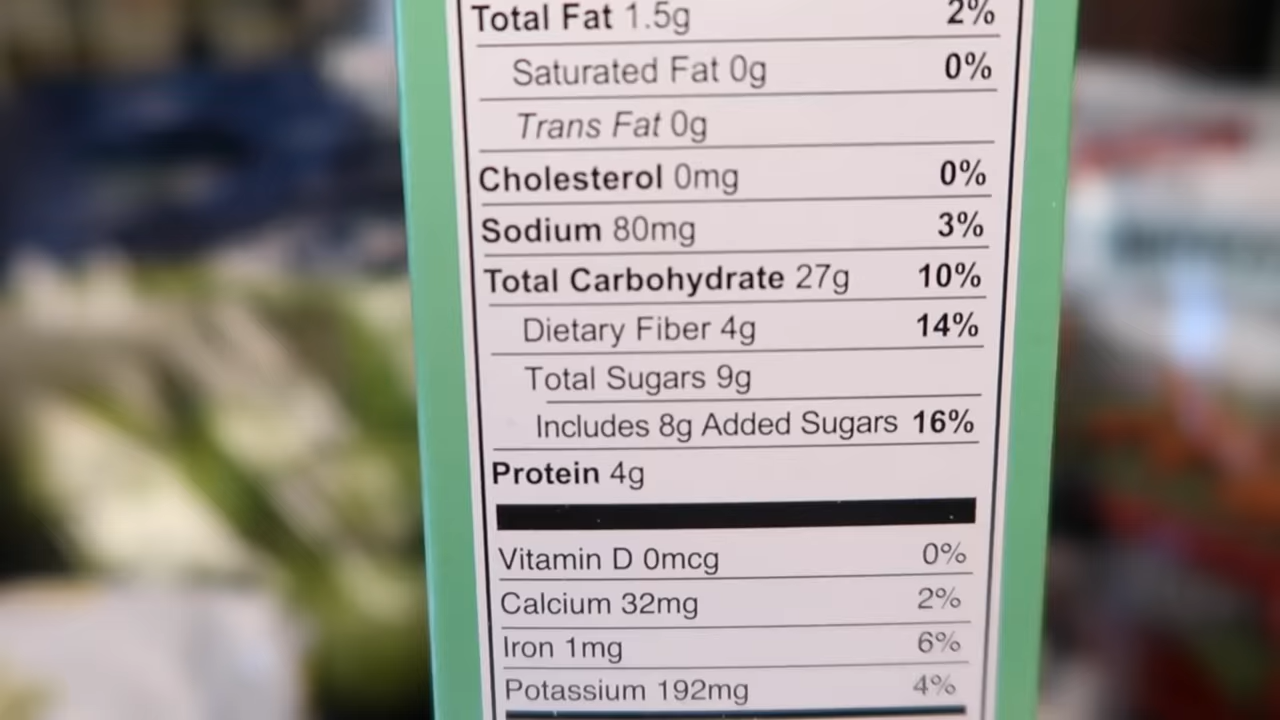 Total Fat 1.5g 2%
Saturated Fat 0g 0%
Trans Fat 0g
Cholesterol 0mg 0%
Sodium 80mg 3%
Total Carbohydrate 27g 10%
Dietary Fiber 4g 14%
Total Sugars 9g
Includes 8g Added Sugars 16%
Protein 4g
Vitamin D 0mcg 0%
Calcium 32mg 2%
Iron 1mg 6%
Potassium 192mg 4%